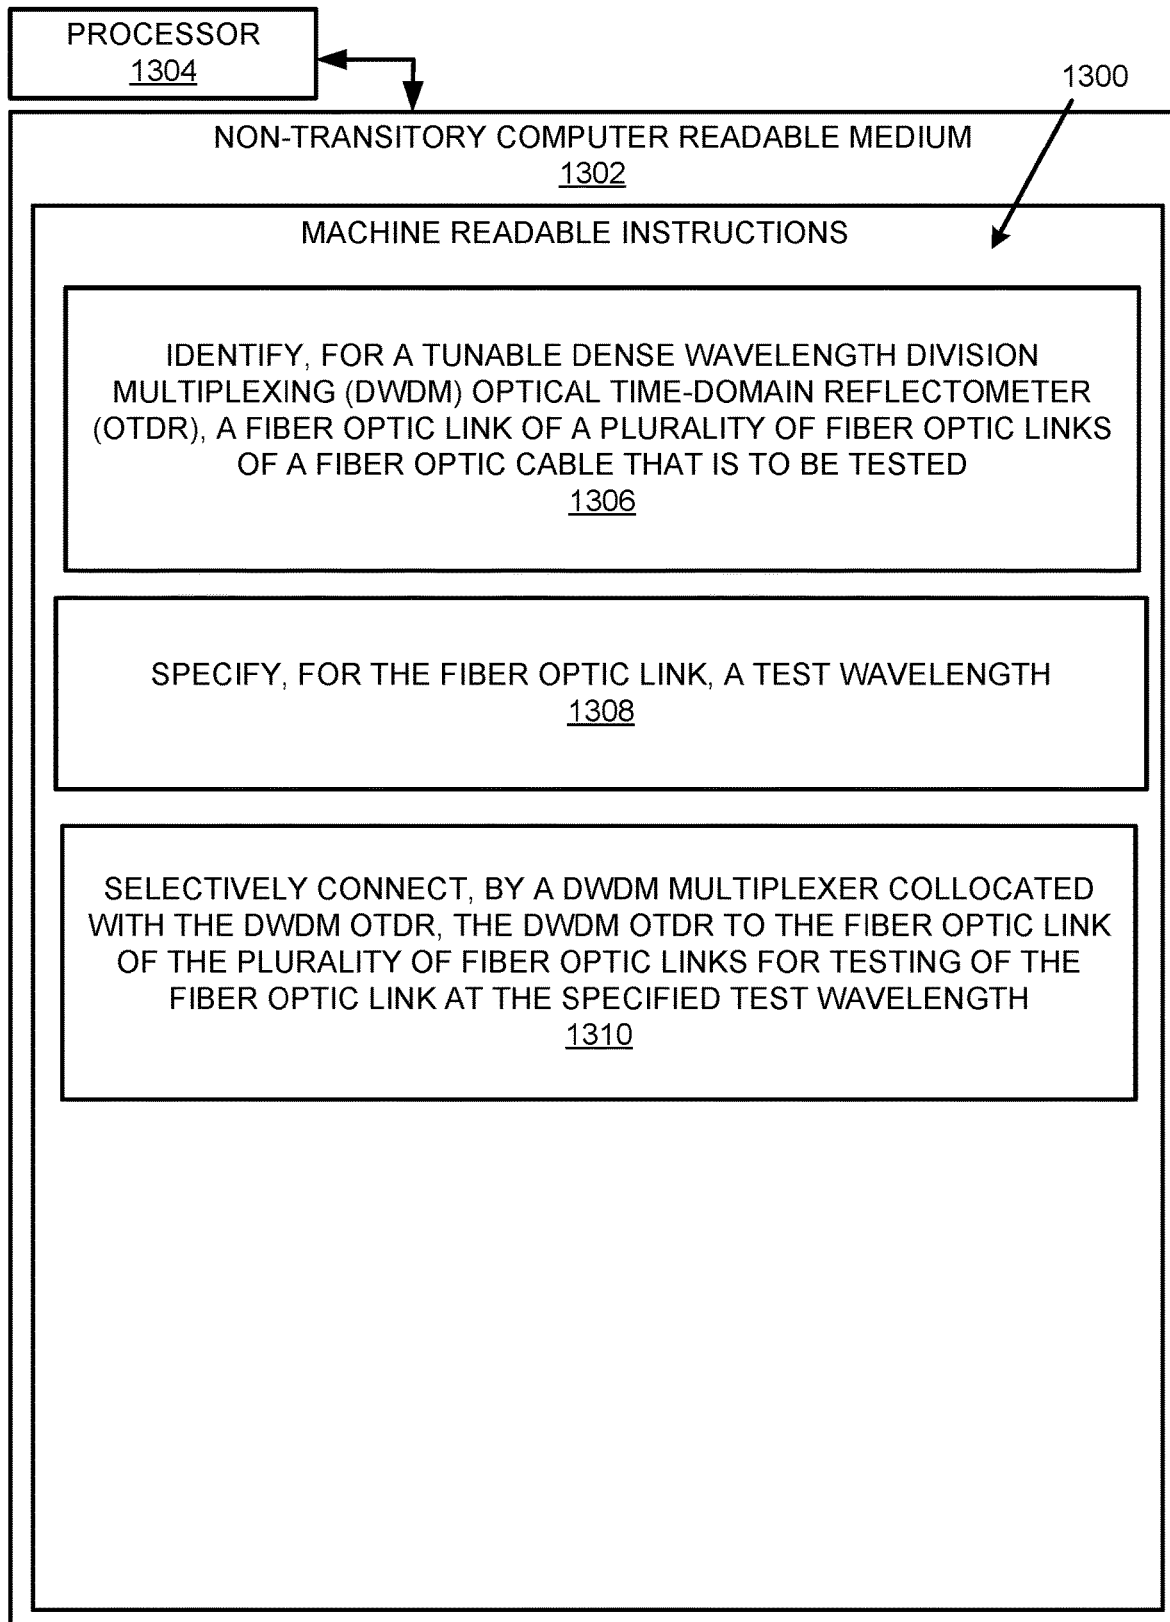 PROCESSOR
1304
1300
NON-TRANSITORY COMPUTER READABLE MEDIUM
1302
MACHINE READABLE INSTRUCTIONS
IDENTIFY, FOR A TUNABLE DENSE WAVELENGTH DIVISION
MULTIPLEXING (DWDM) OPTICAL TIME-DOMAIN REFLECTOMETER
(OTDR), A FIBER OPTIC LINK OF A PLURALITY OF FIBER OPTIC LINKS
OF A FIBER OPTIC CABLE THAT IS TO BE TESTED
1306
SPECIFY, FOR THE FIBER OPTIC LINK, A TEST WAVELENGTH
1308
SELECTIVELY CONNECT, BY A DWDM MULTIPLEXER COLLOCATED
WITH THE DWDM OTDR, THE DWDM OTDR TO THE FIBER OPTIC LINK
OF THE PLURALITY OF FIBER OPTIC LINKS FOR TESTING OF THE
FIBER OPTIC LINK AT THE SPECIFIED TEST WAVELENGTH
1310